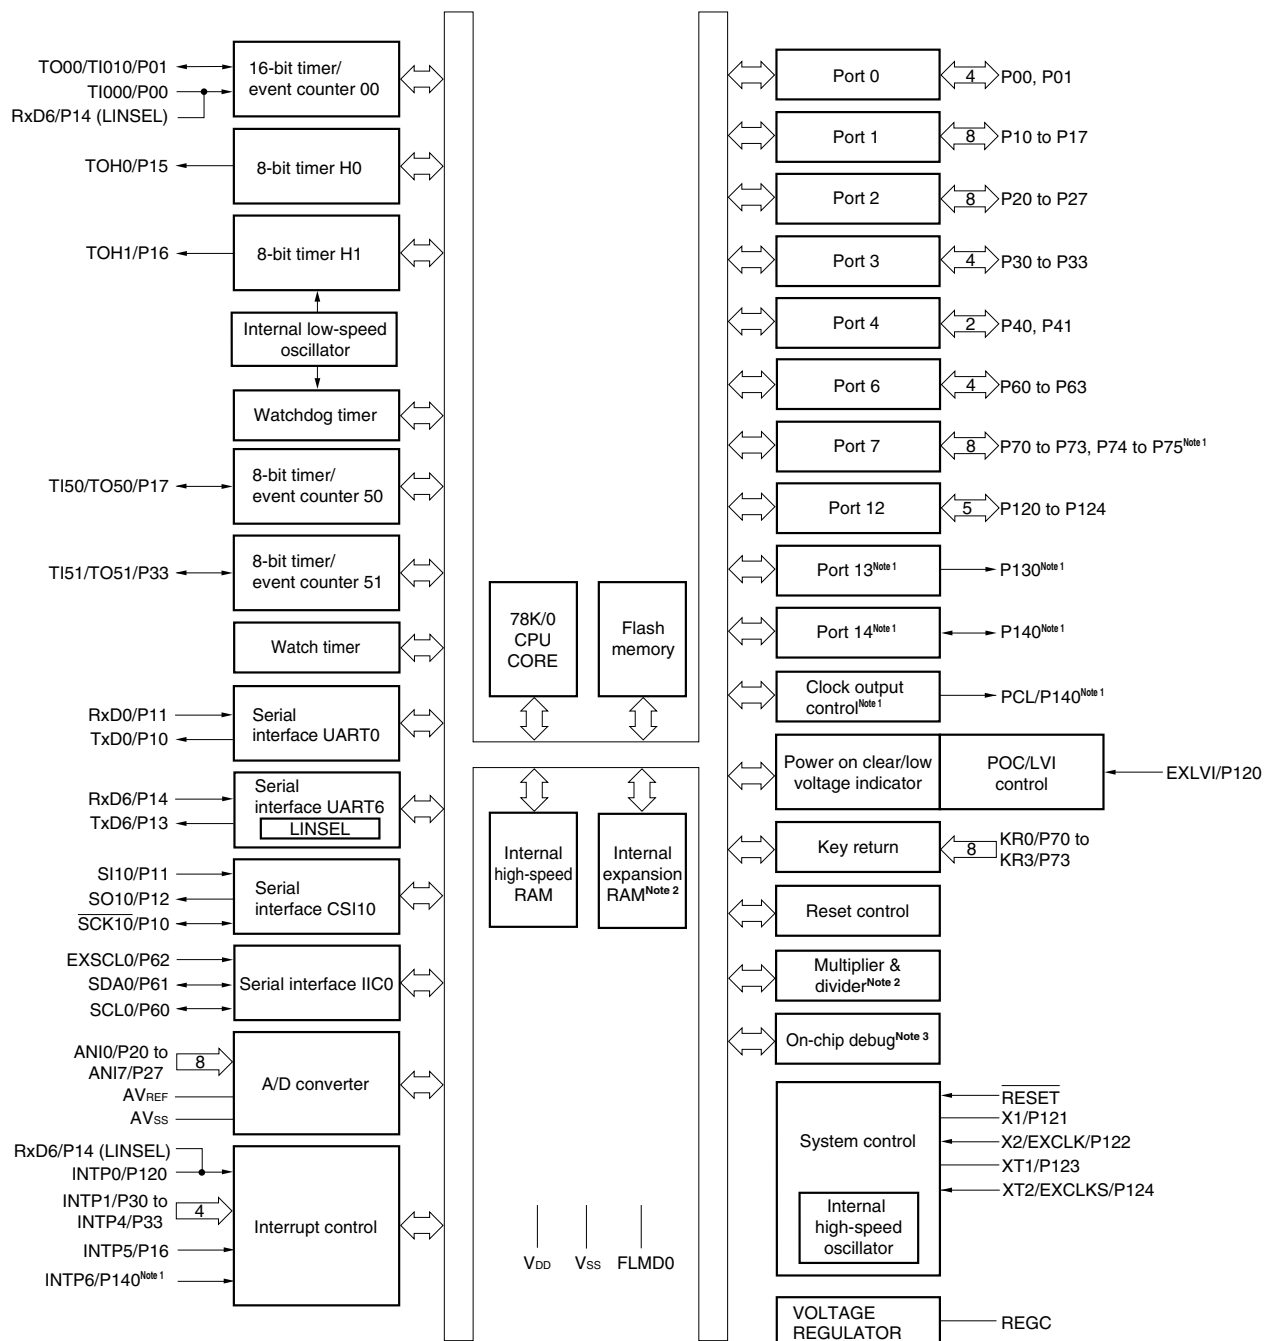 TO00/TI010/P01
TI000/P00
RxD6/P14 (LINSEL)
16-bit timer/
event counter 00
TOH0/P15
8-bit timer H0
TOH1/P16
8-bit timer H1
Internal low-speed
oscillator
Watchdog timer
TI50/TO50/P17
8-bit timer/
event counter 50
TI51/TO51/P33
8-bit timer/
event counter 51
Watch timer
RxD0/P11
TxD0/P10
Serial
interface UART0
RxD6/P14
TxD6/P13
Serial
interface UART6
LINSEL
SI10/P11
SO10/P12
SCK10/P10
Serial
interface CSI10
EXSCL0/P62
SDA0/P61
SCL0/P60
Serial interface IIC0
ANI0/P20 to
ANI7/P27
8
AVREF
AVSS
A/D converter
RxD6/P14 (LINSEL)
INTP0/P120
INTP1/P30 to
INTP4/P33
4
INTP5/P16
INTP6/P140Note 1
Interrupt control
78K/0
CPU
CORE
Flash
memory
Internal
high-speed
RAM
Internal
expansion
RAMNote 2
VDD
VSS
FLMD0
Port 0
4
P00, P01
Port 1
8
P10 to P17
Port 2
8
P20 to P27
Port 3
4
P30 to P33
Port 4
2
P40, P41
Port 6
4
P60 to P63
Port 7
8
P70 to P73, P74 to P75Note 1
Port 12
5
P120 to P124
Port 13Note 1
P130Note 1
Port 14Note 1
P140Note 1
Clock output
controlNote 1
PCL/P140Note 1
Power on clear/low
voltage indicator
POC/LVI
control
EXLVI/P120
Key return
8
KR0/P70 to
KR3/P73
Reset control
Multiplier &
dividerNote 2
On-chip debugNote 3
System control
Internal
high-speed
oscillator
RESET
X1/P121
X2/EXCLK/P122
XT1/P123
XT2/EXCLKS/P124
VOLTAGE
REGULATOR
REGC